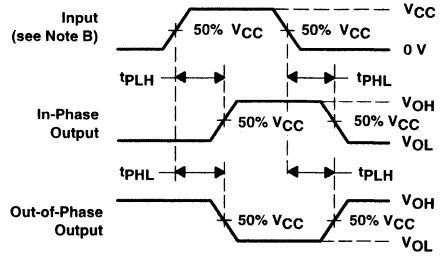 Input
(see Note B)
50% VCC
50% VCC
VCC
0 V
tPLH
tPHL
In-Phase
Output
50% VCC
50% VCC
VOH
VOL
tPHL
tPLH
Out-of-Phase
Output
50% VCC
50% VCC
VOH
VOL